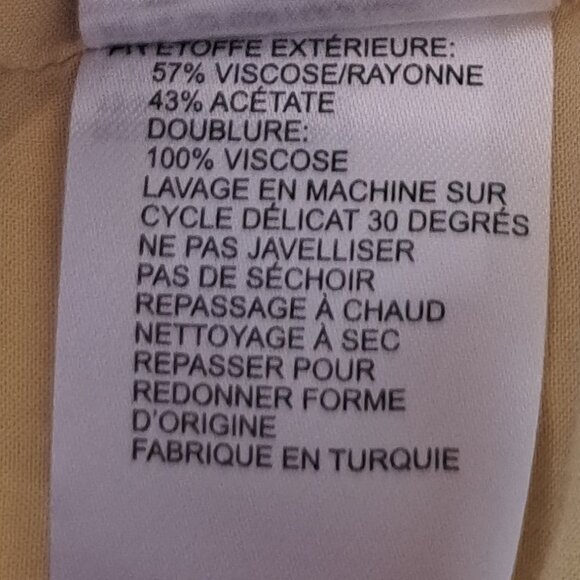 ÉTOFFE EXTÉRIEURE:
57% VISCOSE/RAYONNE
43% ACÉTATE
DOUBLURE:
100% VISCOSE
LAVAGE EN MACHINE SUR
CYCLE DÉLICAT 30 DEGRÉS
NE PAS JAVELLISER
PAS DE SÉCHOIR
REPASSAGE À CHAUD
NETTOYAGE À SEC
REPASSER POUR
REDONNER FORME
D'ORIGINE
FABRIQUE EN TURQUIE